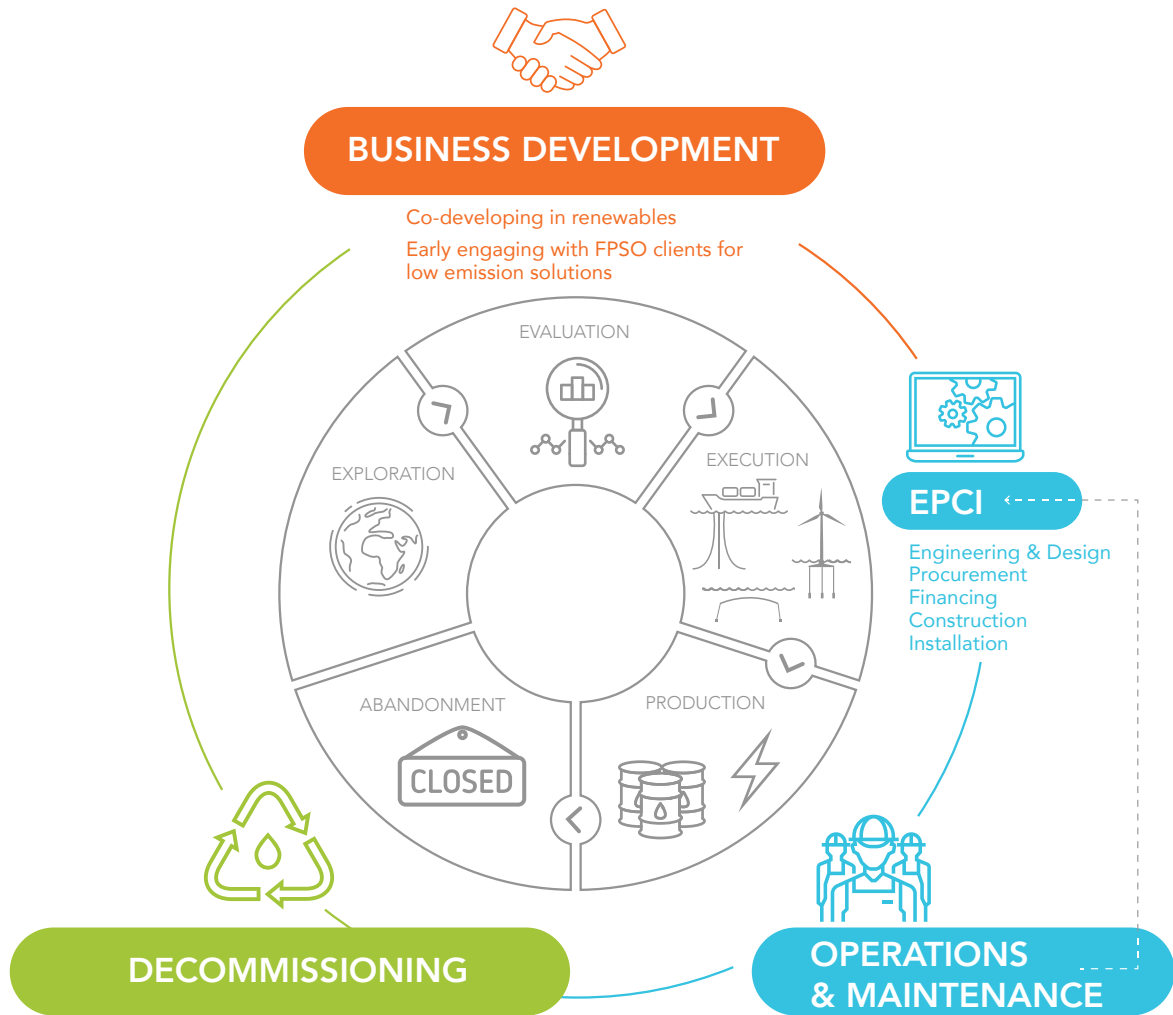 BUSINESS DEVELOPMENT
Co-developing in renewables
Early engaging with FPSO clients for
low emission solutions
EVALUATION
EXECUTION
EXPLORATION
EPCI
Engineering & Design
Procurement
Financing
Construction
Installation
ABANDONMENT
CLOSED
PRODUCTION
DECOMMISSIONING
OPERATIONS
& MAINTENANCE